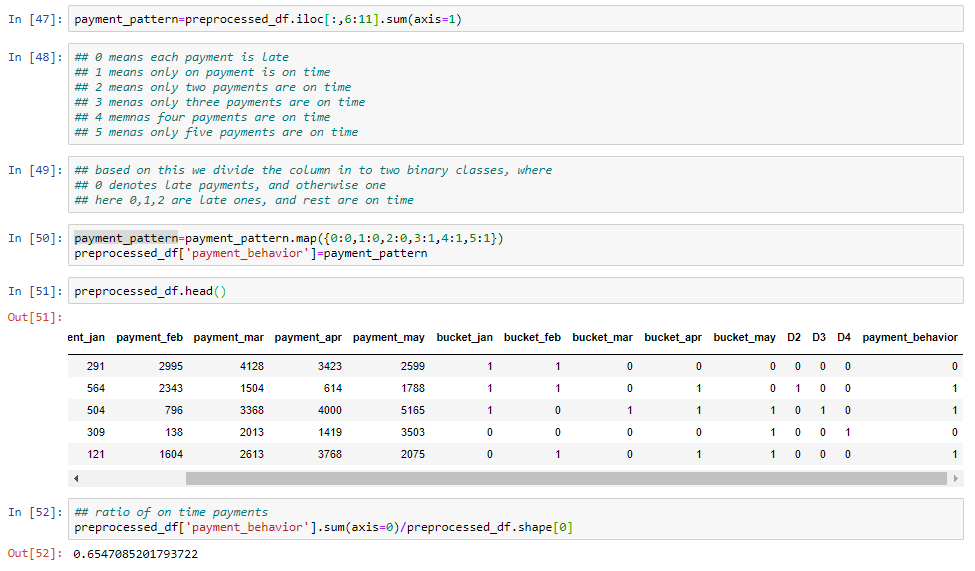 In [47]: payment_pattern=preprocessed_df.iloc[:,6:11].sum(axis=1)
In [48]: ## 0 means each payment is late
## 1 means only on payment is on time
## 2 means only two payments are on time
## 3 menas only three payments are on time
## 4 memnas four payments are on time
## 5 menas only five payments are on time
In [49]: ## based on this we divide the column in to two binary classes, where
## 0 denotes late payments, and otherwise one
## here 0,1,2 are late ones, and rest are on time
In [50]: payment_pattern=payment_pattern.map({0:0,1:0,2:0,3:1,4:1,5:1})
preprocessed_df['payment_behavior']=payment_pattern
In [51]: preprocessed_df.head()
Out[51]:
ent_jan payment_feb payment_mar payment_apr payment_may bucket_jan bucket_feb bucket_mar bucket_apr bucket_may D2 D3 D4 payment_behavior
291 2995 4128 3423 2599 1 1 0 0 0 0 0 0 0
564 2343 1504 614 1788 1 1 0 1 0 1 0 0 1
504 796 3368 4000 5165 1 0 1 1 1 0 1 0 1
309 138 2013 1419 3503 0 0 0 0 1 0 0 1 0
121 1604 2613 3768 2075 0 1 0 1 1 0 0 0 1
In [52]: ## ratio of on time payments
preprocessed_df['payment_behavior'].sum(axis=0)/preprocessed_df.shape[0]
Out[52]: 0.6547085201793722